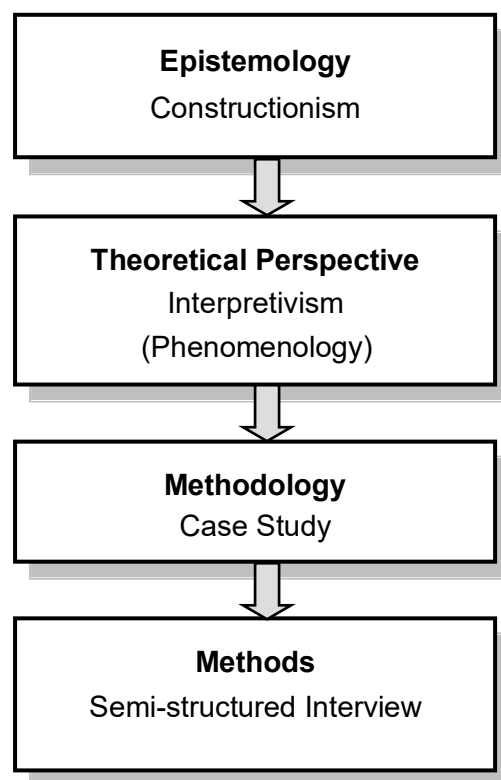 Epistemology
Constructionism
Theoretical Perspective
Interpretivism
(Phenomenology)
Methodology
Case Study
Methods
Semi-structured Interview